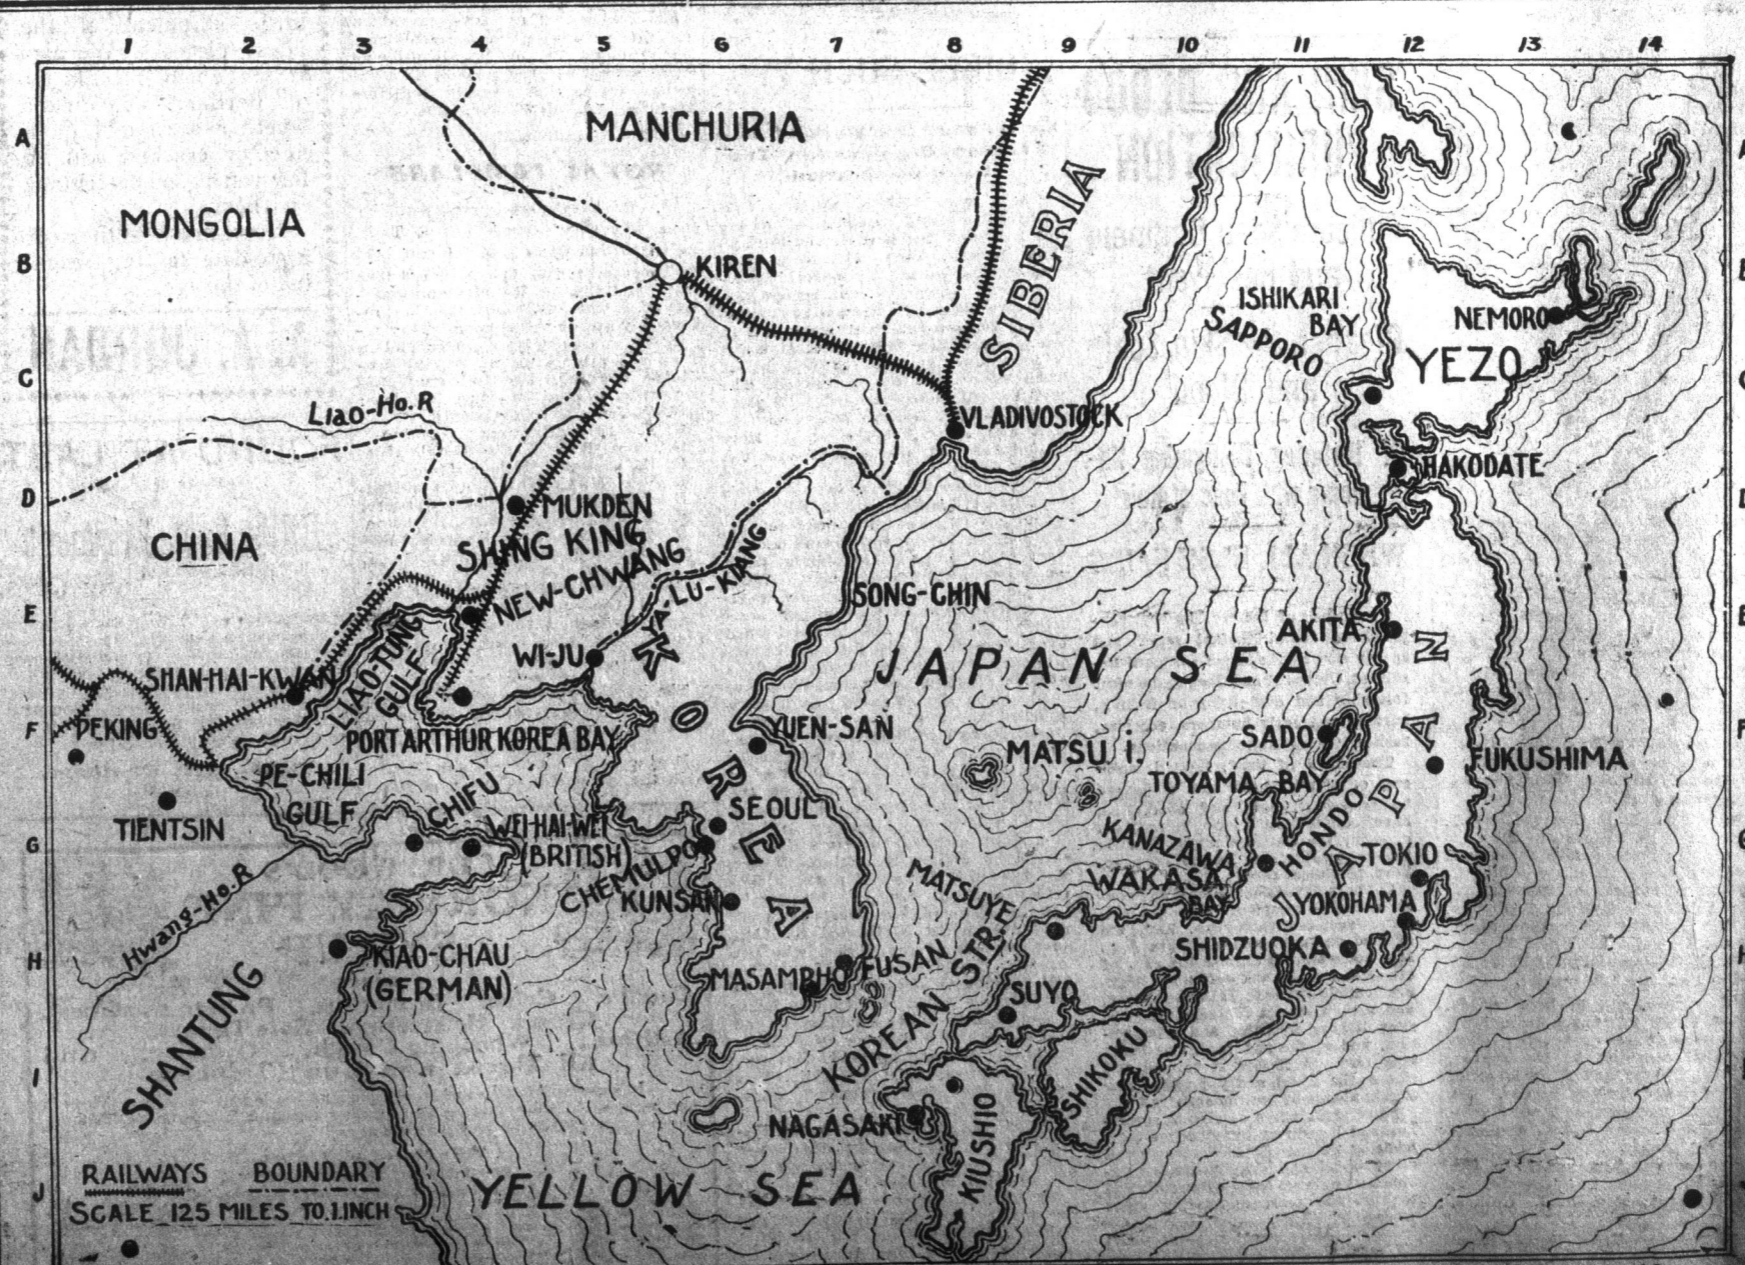 1 2 3 4 5 6 7 8 9 10 11 12 13 14
A
MANCHURIA
MONGOLIA
SIBERIA
B
KIREN
ISHIKARI
BAY
SAPPORO
NEMORO
YEZO
C
Liao-Ho.R
VLADIVOSTOCK
HAKODATE
D
MUKDEN
SHING KING
CHINA
NEW-CHWANG
YA-LU-KIANG
SONG-CHIN
E
AKITA
WI-JU
JAPAN SEA
SHAN-HAI-KWAN
LIAO-TUNG
GULF
KOREA
JAPAN
F
PEKING
YUEN-SAN
SADO
PORT ARTHUR
KOREA BAY
MATSU i.
FUKUSHIMA
PE-CHILI
GULF
TOYAMA BAY
CHIFU
SEOUL
HONDO
TIENTSIN
WEI-HAI-WEI
(BRITISH)
G
KANAZAWA
TOKIO
CHEMULPO
MATSUYE
WAKASA
BAY
KUNSAN
YOKOHAMA
Hwang-Ho.R
H
KIAO-CHAU
(GERMAN)
MASAMPHO
FUSAN
SHIDZUOKA
KOREAN STR.
SUYO
SHANTUNG
I
SHIKOKU
NAGASAKI
KIUSHIO
RAILWAYS BOUNDARY
J
YELLOW SEA
SCALE 125 MILES TO.1.INCH